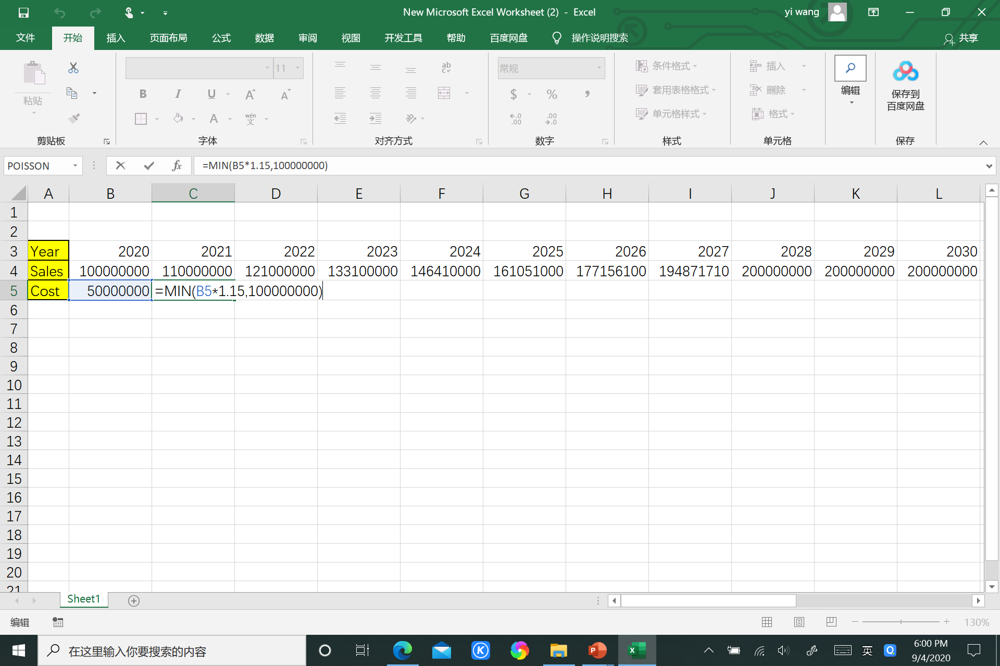 New Microsoft Excel Worksheet (2) - Excel
yi wang
文件 开始 插入 页面布局 公式 数据 审阅 视图 开发工具 帮助 百度网盘 操作说明搜索 共享
粘贴
剪贴板
11
B I U A A
A wén 文
字体
ab c
对齐方式
常规
$ % ,
.0 .00 .00 .0
数字
条件格式
套用表格格式
单元格样式
样式
插入
删除
格式
单元格
编辑
保存到
百度网盘
保存
POISSON fx =MIN(B5*1.15,100000000)
A B C D E F G H I J K L
1
2
3 Year 2020 2021 2022 2023 2024 2025 2026 2027 2028 2029 2030
4 Sales 100000000 110000000 121000000 133100000 146410000 161051000 177156100 194871710 200000000 200000000 200000000
5 Cost 50000000 =MIN(B5*1.15,100000000)
6
7
8
9
10
11
12
13
14
15
16
17
18
19
20
21
Sheet1
编辑 130%
在这里输入你要搜索的内容
英
6:00 PM
9/4/2020